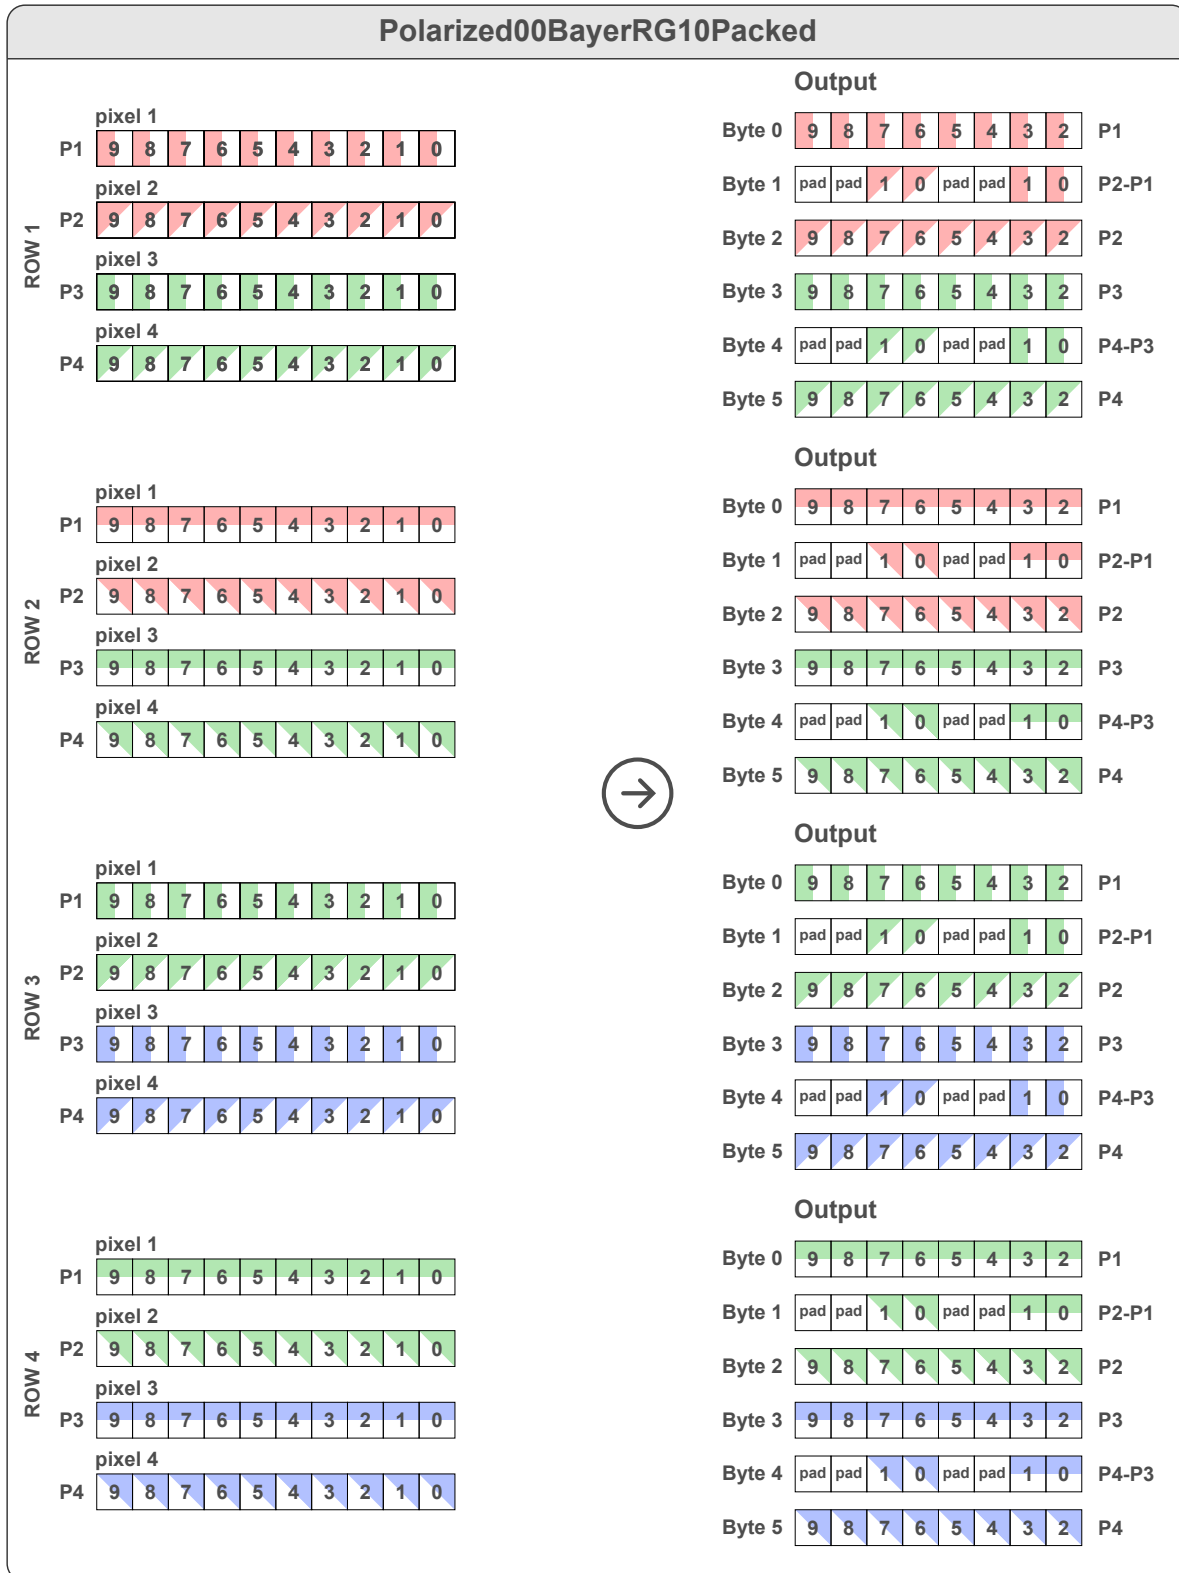 Polarized00BayerRG10Packed
ROW 1
pixel 1
P1 9 8 7 6 5 4 3 2 1 0
pixel 2
P2 9 8 7 6 5 4 3 2 1 0
pixel 3
P3 9 8 7 6 5 4 3 2 1 0
pixel 4
P4 9 8 7 6 5 4 3 2 1 0
Output
Byte 0 9 8 7 6 5 4 3 2 P1
Byte 1 pad pad 1 0 pad pad 1 0 P2-P1
Byte 2 9 8 7 6 5 4 3 2 P2
Byte 3 9 8 7 6 5 4 3 2 P3
Byte 4 pad pad 1 0 pad pad 1 0 P4-P3
Byte 5 9 8 7 6 5 4 3 2 P4
ROW 2
pixel 1
P1 9 8 7 6 5 4 3 2 1 0
pixel 2
P2 9 8 7 6 5 4 3 2 1 0
pixel 3
P3 9 8 7 6 5 4 3 2 1 0
pixel 4
P4 9 8 7 6 5 4 3 2 1 0
Output
Byte 0 9 8 7 6 5 4 3 2 P1
Byte 1 pad pad 1 0 pad pad 1 0 P2-P1
Byte 2 9 8 7 6 5 4 3 2 P2
Byte 3 9 8 7 6 5 4 3 2 P3
Byte 4 pad pad 1 0 pad pad 1 0 P4-P3
Byte 5 9 8 7 6 5 4 3 2 P4
ROW 3
pixel 1
P1 9 8 7 6 5 4 3 2 1 0
pixel 2
P2 9 8 7 6 5 4 3 2 1 0
pixel 3
P3 9 8 7 6 5 4 3 2 1 0
pixel 4
P4 9 8 7 6 5 4 3 2 1 0
Output
Byte 0 9 8 7 6 5 4 3 2 P1
Byte 1 pad pad 1 0 pad pad 1 0 P2-P1
Byte 2 9 8 7 6 5 4 3 2 P2
Byte 3 9 8 7 6 5 4 3 2 P3
Byte 4 pad pad 1 0 pad pad 1 0 P4-P3
Byte 5 9 8 7 6 5 4 3 2 P4
ROW 4
pixel 1
P1 9 8 7 6 5 4 3 2 1 0
pixel 2
P2 9 8 7 6 5 4 3 2 1 0
pixel 3
P3 9 8 7 6 5 4 3 2 1 0
pixel 4
P4 9 8 7 6 5 4 3 2 1 0
Output
Byte 0 9 8 7 6 5 4 3 2 P1
Byte 1 pad pad 1 0 pad pad 1 0 P2-P1
Byte 2 9 8 7 6 5 4 3 2 P2
Byte 3 9 8 7 6 5 4 3 2 P3
Byte 4 pad pad 1 0 pad pad 1 0 P4-P3
Byte 5 9 8 7 6 5 4 3 2 P4